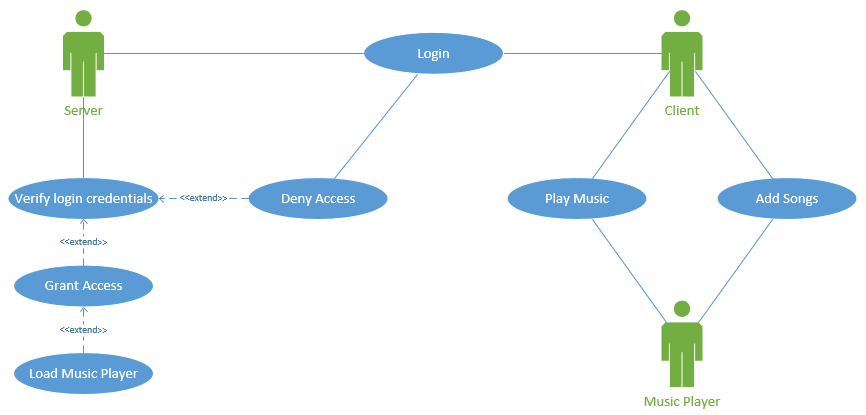 Login
Server
Client
Verify login credentials
<<extend>>
Deny Access
Play Music
Add Songs
<<extend>>
Grant Access
<<extend>>
Load Music Player
Music Player